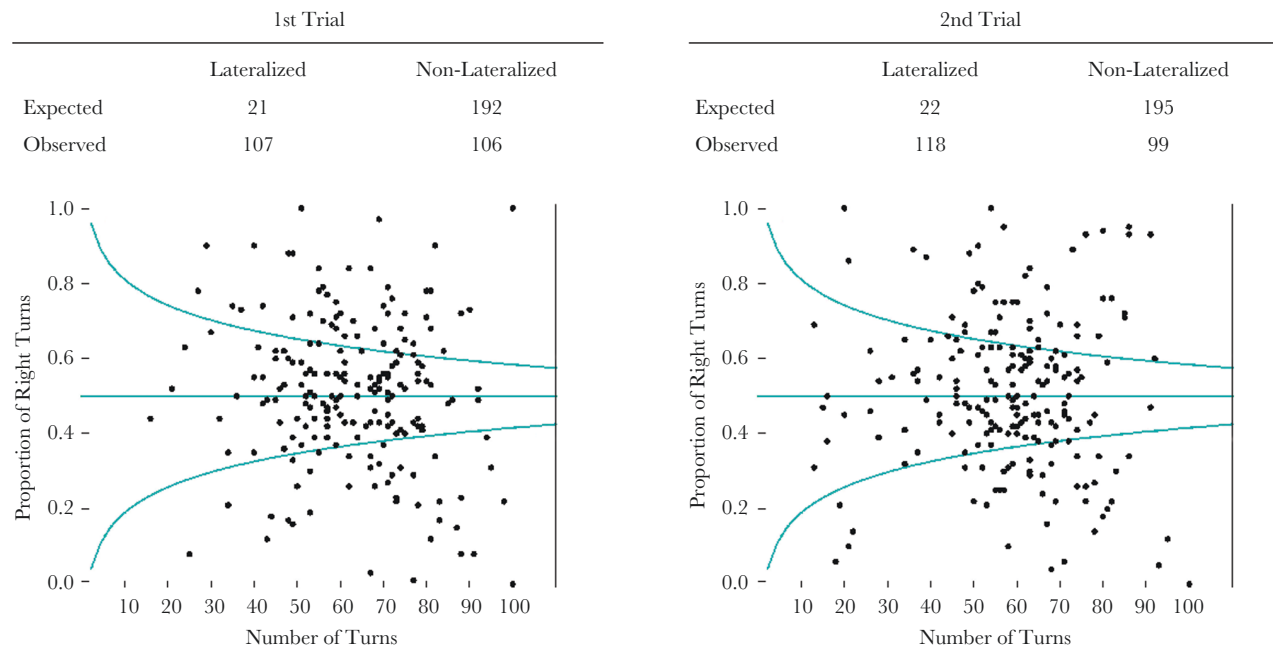 1st Trial
Lateralized Non-Lateralized
Expected 21 192
Observed 107 106
1.0
0.8
0.6
0.4
0.2
0.0
Proportion of Right Turns
10 20 30 40 50 60 70 80 90 100
Number of Turns
2nd Trial
Lateralized Non-Lateralized
Expected 22 195
Observed 118 99
1.0
0.8
0.6
0.4
0.2
0.0
Proportion of Right Turns
10 20 30 40 50 60 70 80 90 100
Number of Turns